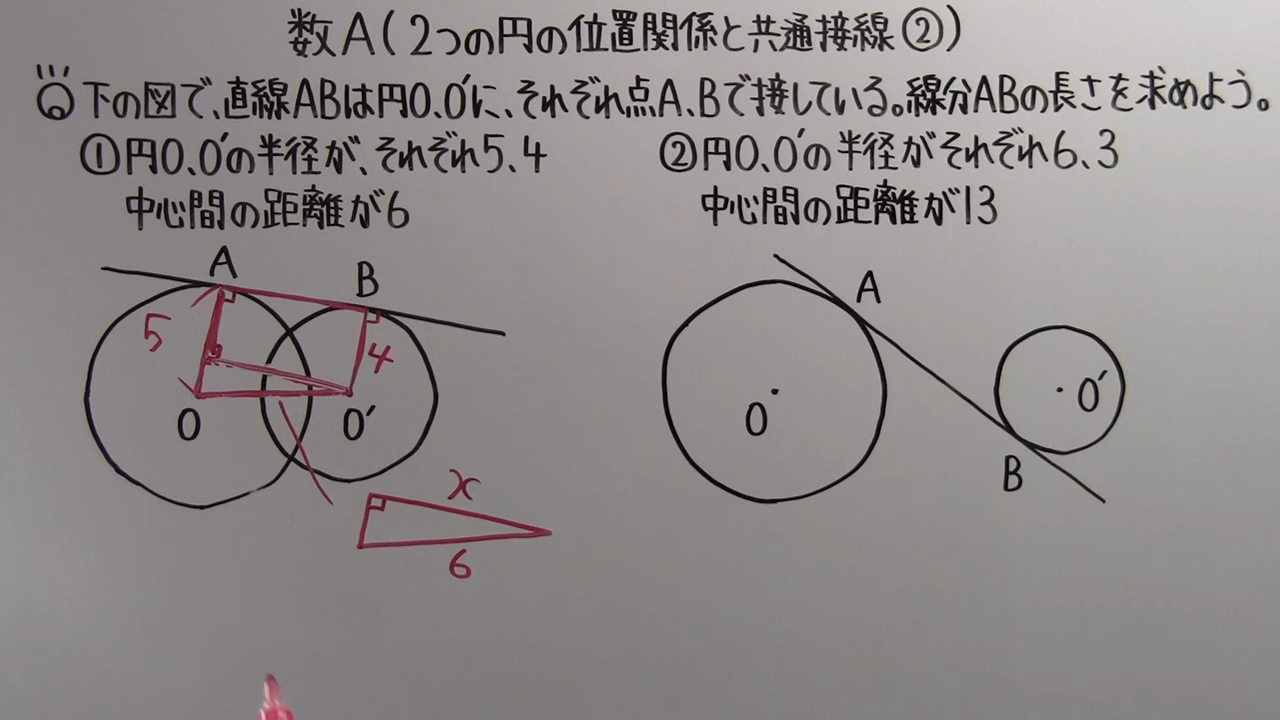 数A(2つの円の位置関係と共通接線②)
下の図で、直線ABは円O、O'に、それぞれ点A、Bで接している。線分ABの長さを求めよう。
①円O、O'の半径が、それぞれ5、4
中心間の距離が6
②円O、O'の半径がそれぞれ6、3
中心間の距離が13
A
B
5
4
O
O'
x
6
A
O
O'
B